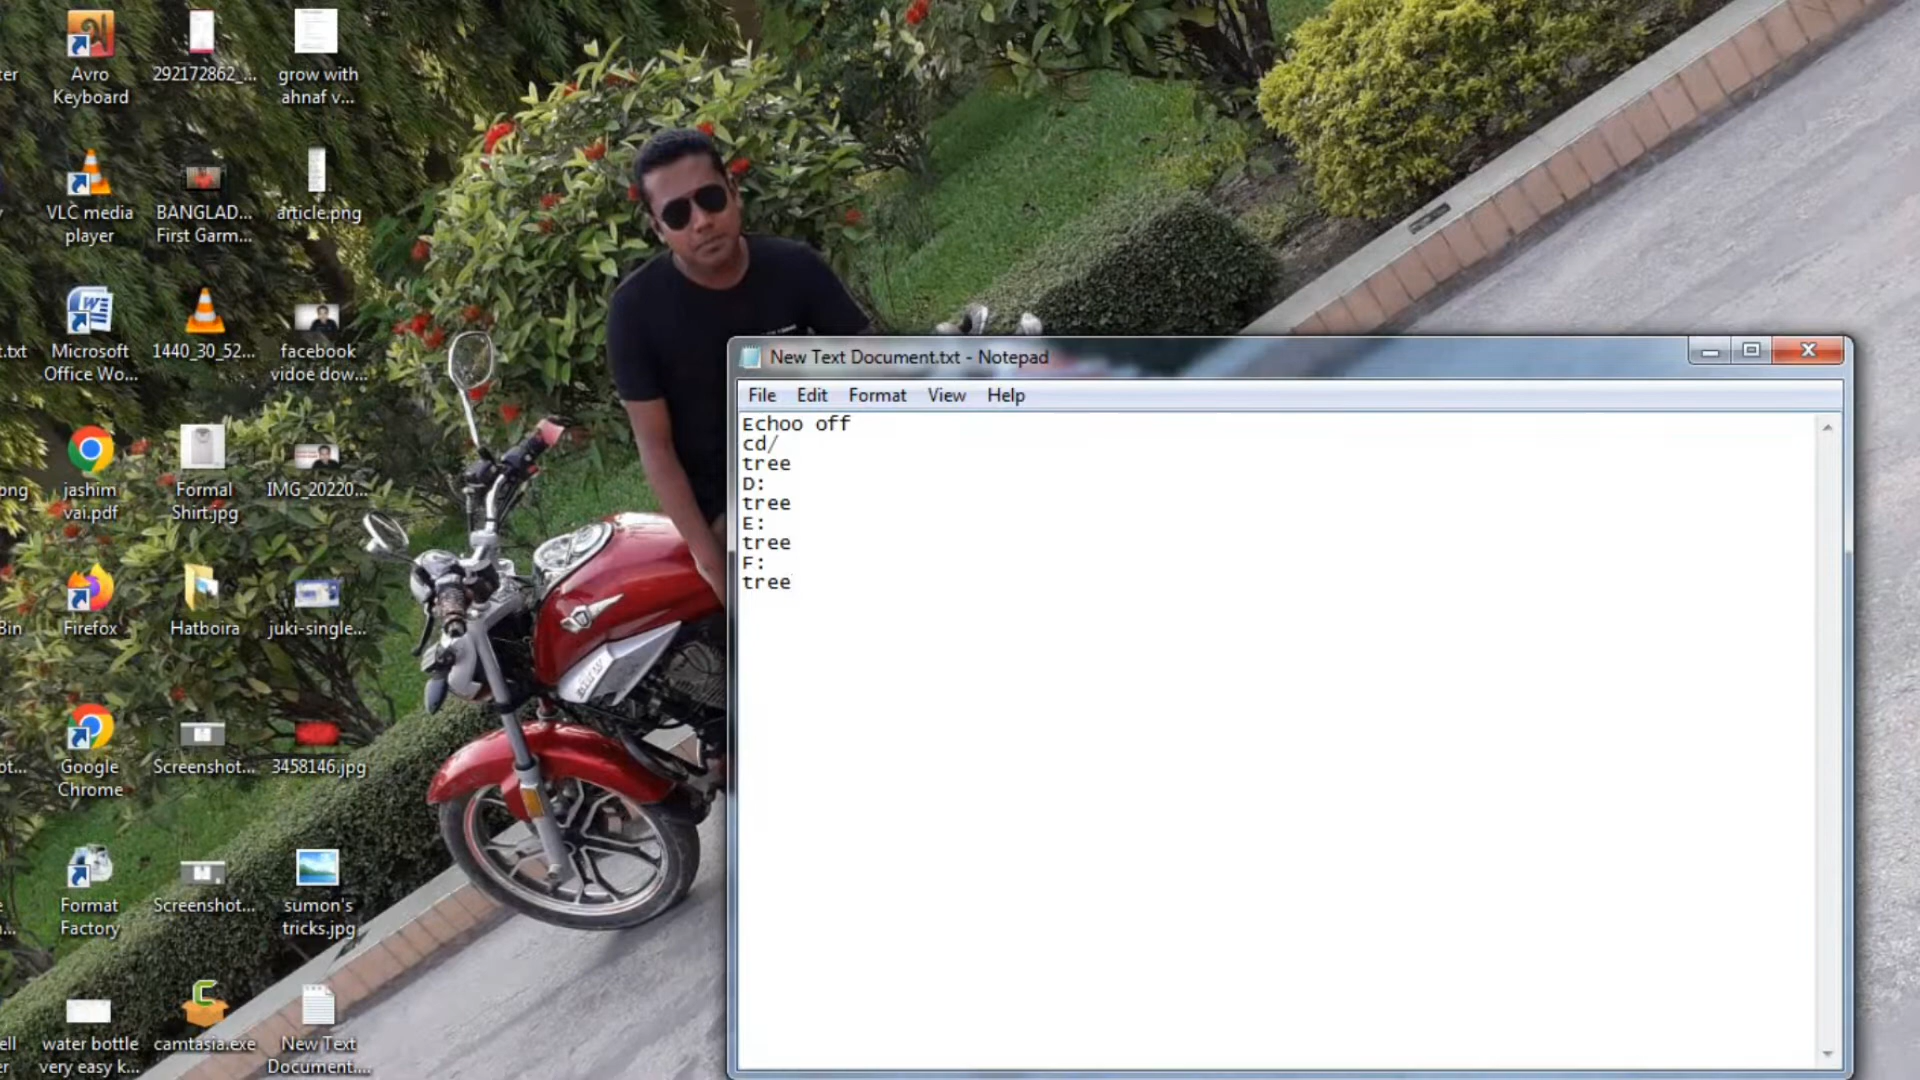 Avro
Keyboard
292172862_...
grow with
ahnaf v...
VLC media
player
BANGLAD...
First Garm...
article.png
t.txt
Microsoft
Office Wo...
1440_30_52...
facebook
vidoe dow...
jashim
vai.pdf
Formal
Shirt.jpg
IMG_20220...
Firefox
Hatboira
juki-single...
Google
Chrome
Screenshot...
3458146.jpg
Format
Factory
Screenshot...
sumon's
tricks.jpg
water bottle
very easy k...
camtasia.exe
New Text
Document....
New Text Document.txt - Notepad
File Edit Format View Help
Echoo off
cd/
tree
D:
tree
E:
tree
F:
tree